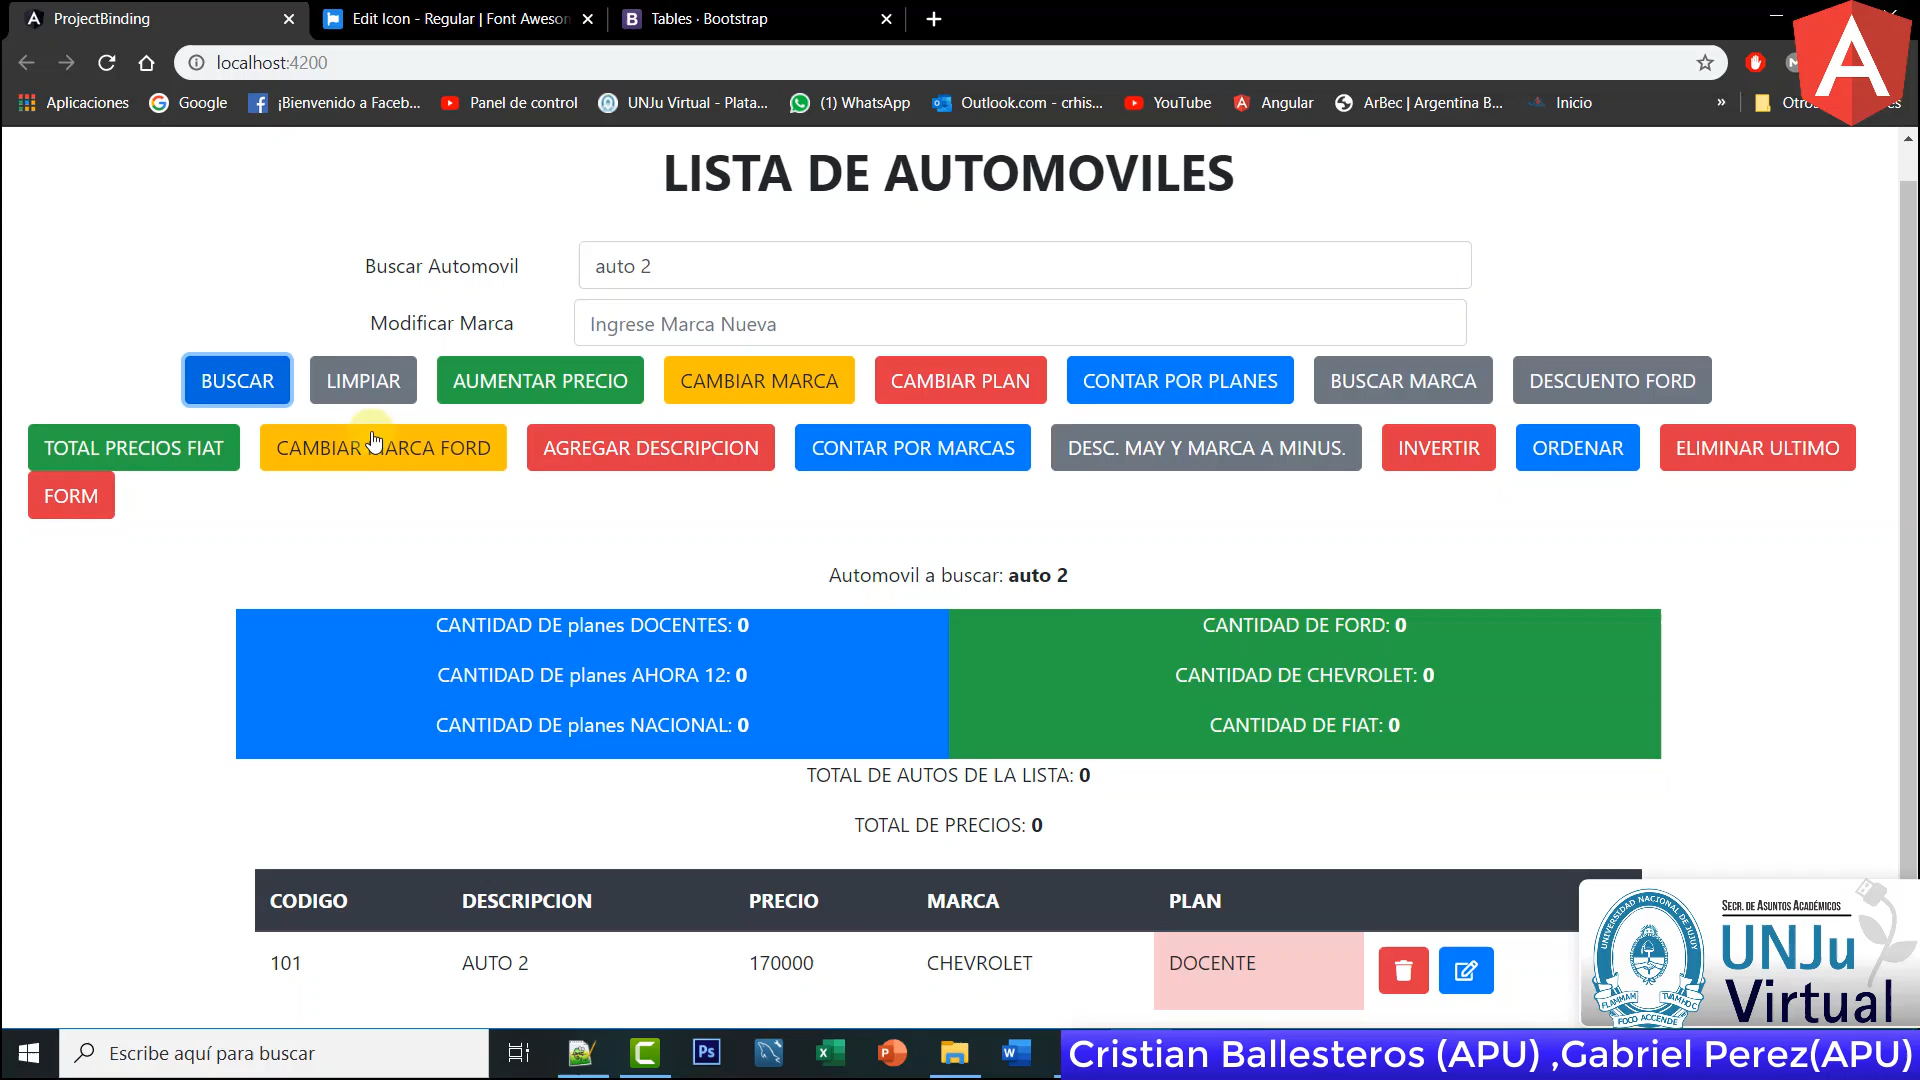 ProjectBinding
Edit Icon - Regular | Font Aweson
Tables · Bootstrap
localhost:4200
Aplicaciones
Google
¡Bienvenido a Faceb...
Panel de control
UNJu Virtual - Plata...
(1) WhatsApp
Outlook.com - crhis...
YouTube
Angular
ArBec | Argentina B...
Inicio
»
LISTA DE AUTOMOVILES
Buscar Automovil
auto 2
Modificar Marca
Ingrese Marca Nueva
BUSCAR
LIMPIAR
AUMENTAR PRECIO
CAMBIAR MARCA
CAMBIAR PLAN
CONTAR POR PLANES
BUSCAR MARCA
DESCUENTO FORD
TOTAL PRECIOS FIAT
CAMBIAR MARCA FORD
AGREGAR DESCRIPCION
CONTAR POR MARCAS
DESC. MAY Y MARCA A MINUS.
INVERTIR
ORDENAR
ELIMINAR ULTIMO
FORM
Automovil a buscar: auto 2
CANTIDAD DE planes DOCENTES: 0
CANTIDAD DE planes AHORA 12: 0
CANTIDAD DE planes NACIONAL: 0
CANTIDAD DE FORD: 0
CANTIDAD DE CHEVROLET: 0
CANTIDAD DE FIAT: 0
TOTAL DE AUTOS DE LA LISTA: 0
TOTAL DE PRECIOS: 0
CODIGO DESCRIPCION PRECIO MARCA PLAN
101 AUTO 2 170000 CHEVROLET DOCENTE
SECR. DE ASUNTOS ACADÉMICOS
UNJu
Virtual
UNIVERSIDAD NACIONAL DE JUJUY
Escribe aquí para buscar
Cristian Ballesteros (APU) ,Gabriel Perez(APU)